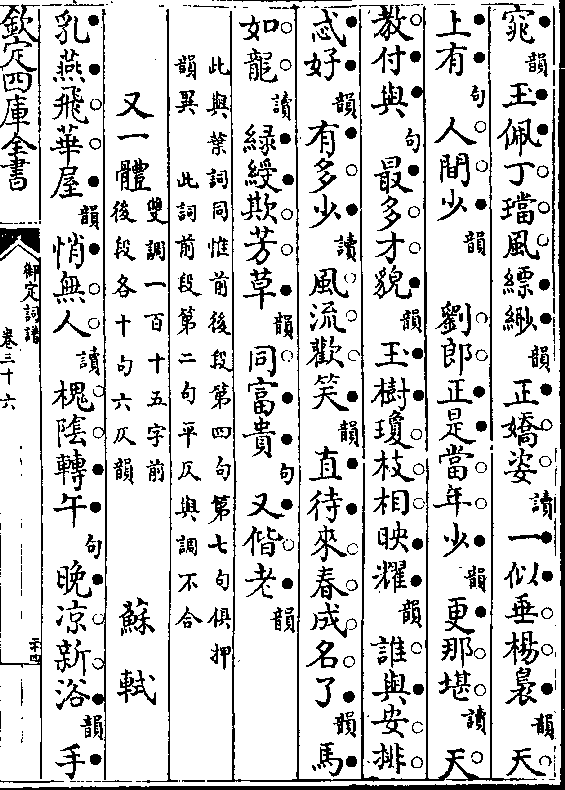 窕韻玉佩丁璫風縹緲韻正嬌姿讀一似垂楊裊韻天
上有句人間少韻劉郎正是當年少韻更那堪讀天
教付與句最多才貌韻玉樹瓊枝相映耀韻誰與安排
忒好韻有多少讀風流歡笑韻直待來春成名了韻馬
如龍讀緑綬欺芳草韻同富貴句又偕老韻
此與葉詞同惟前後段第四句第七句俱押
韻異 此詞前段第二句平仄與調不合
又一體 雙調一百十五字前
後段各十句六仄韻 蘇軾
乳燕飛華屋韻悄無人讀槐陰轉午句晚凉新浴韻手
欽定四庫全書
御定詞譜
卷三十六